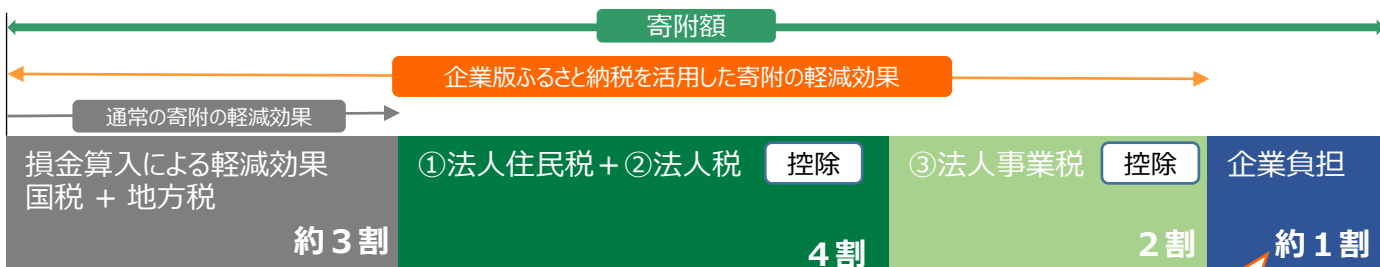 寄附額
企業版ふるさと納税を活用した寄附の軽減効果
通常の寄附の軽減効果
損金算入による軽減効果
国税 + 地方税
約3割
①法人住民税+②法人税 控除
4割
③法人事業税 控除
2割
企業負担
約1割